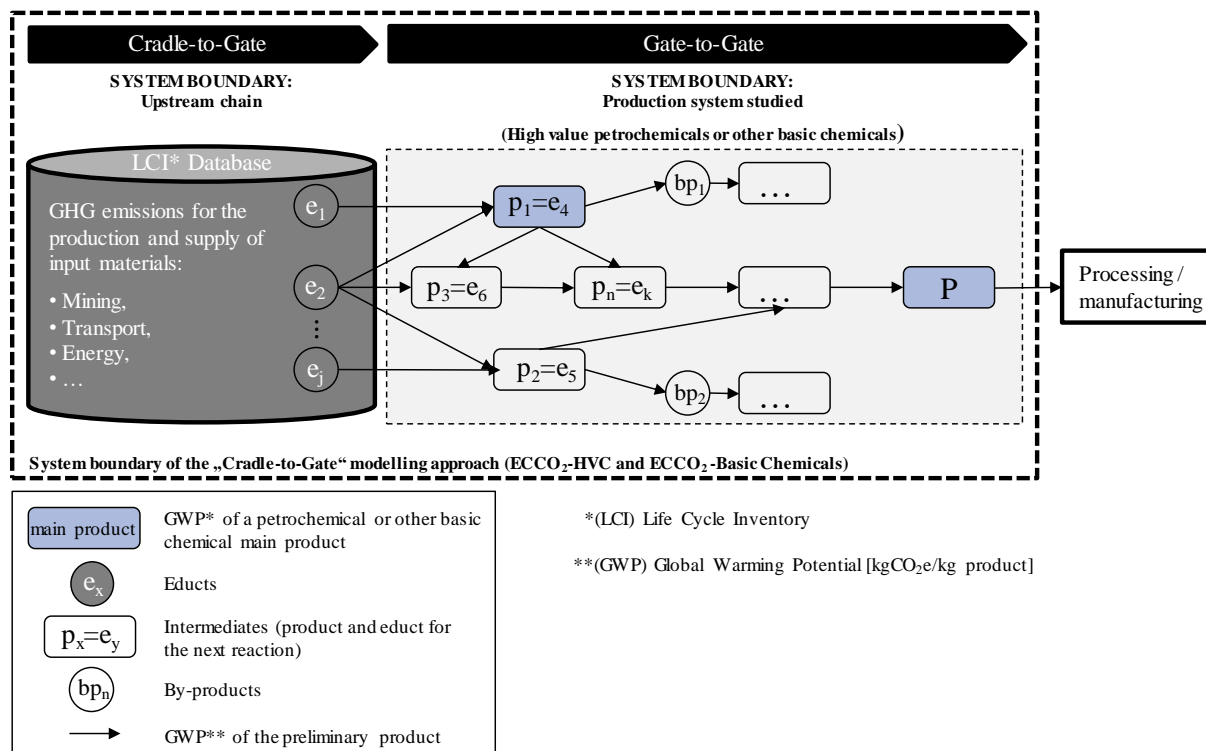 Cradle-to-Gate
Gate-to-Gate
SYSTEM BOUNDARY:
Upstream chain
SYSTEM BOUNDARY:
Production system studied
(High value petrochemicals or other basic chemicals)
LCI* Database
GHG emissions for the
production and supply of
input materials:
• Mining,
• Transport,
• Energy,
• …
e₁
e₂
⋮
eⱼ
p₁=e₄
bp₁
…
p₃=e₆
pₙ=eₖ
…
P
p₂=e₅
bp₂
…
Processing /
manufacturing
System boundary of the „Cradle-to-Gate“ modelling approach (ECCO₂-HVC and ECCO₂-Basic Chemicals)
main product
GWP* of a petrochemical or other basic
chemical main product
eₓ
Educts
pₓ=e_y
Intermediates (product and educt for
the next reaction)
bpₙ
By-products
GWP** of the preliminary product
*(LCI) Life Cycle Inventory
**(GWP) Global Warming Potential [kgCO₂e/kg product]